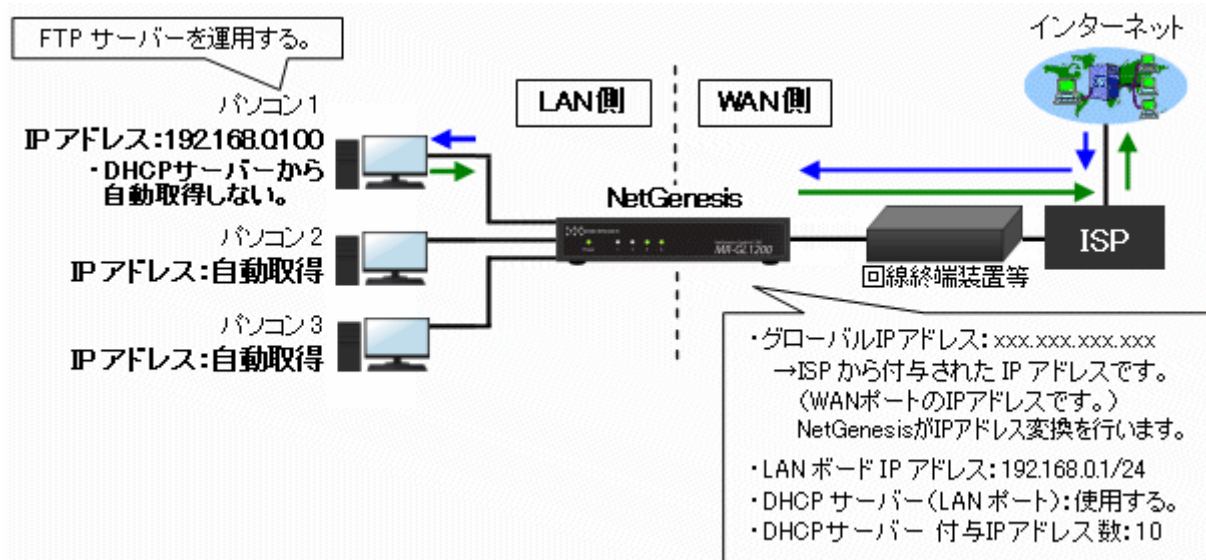 インターネット
FTP サーバーを運用する。
パソコン 1
IP アドレス:192.168.0.100
・DHCPサーバーから
自動取得しない。
LAN側
WAN側
NetGenesis
MR-GL1200
ISP
回線終端装置等
パソコン 2
IP アドレス:自動取得
パソコン 3
IP アドレス:自動取得
・グローバルIPアドレス:xxx.xxx.xxx.xxx
→ISP から付与された IP アドレスです。
(WANポートのIPアドレスです。)
NetGenesisがIPアドレス変換を行います。
・LAN ボード IP アドレス:192.168.0.1/24
・DHCP サーバー(LAN ポート):使用する。
・DHCPサーバー 付与IPアドレス数:10